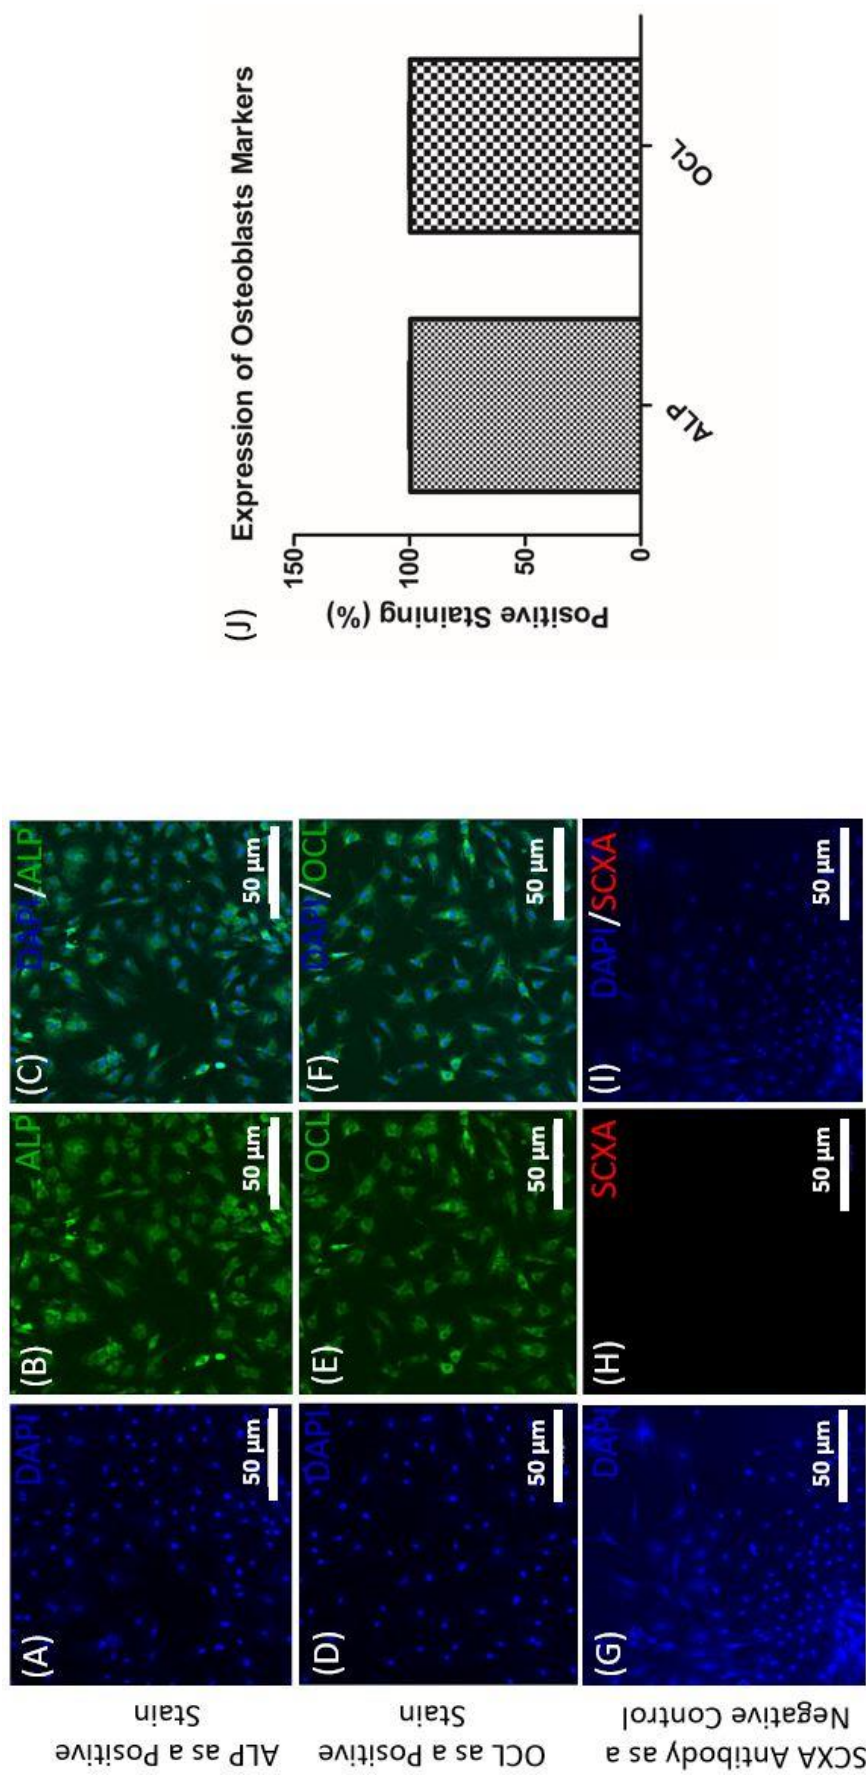 ALP as a Positive
Stain
(A)
DAPI
50 µm
(B)
ALP
50 µm
(C)
DAPI/ALP
50 µm
OCL as a Positive
Stain
(D)
DAPI
50 µm
(E)
OCL
50 µm
(F)
DAPI/OCL
50 µm
SCXA Antibody as a
Negative Control
(G)
DAPI
50 µm
(H)
SCXA
50 µm
(I)
DAPI/SCXA
50 µm
(J)
Expression of Osteoblasts Markers
Positive Staining (%)
150
100
50
0
ALP
OCL